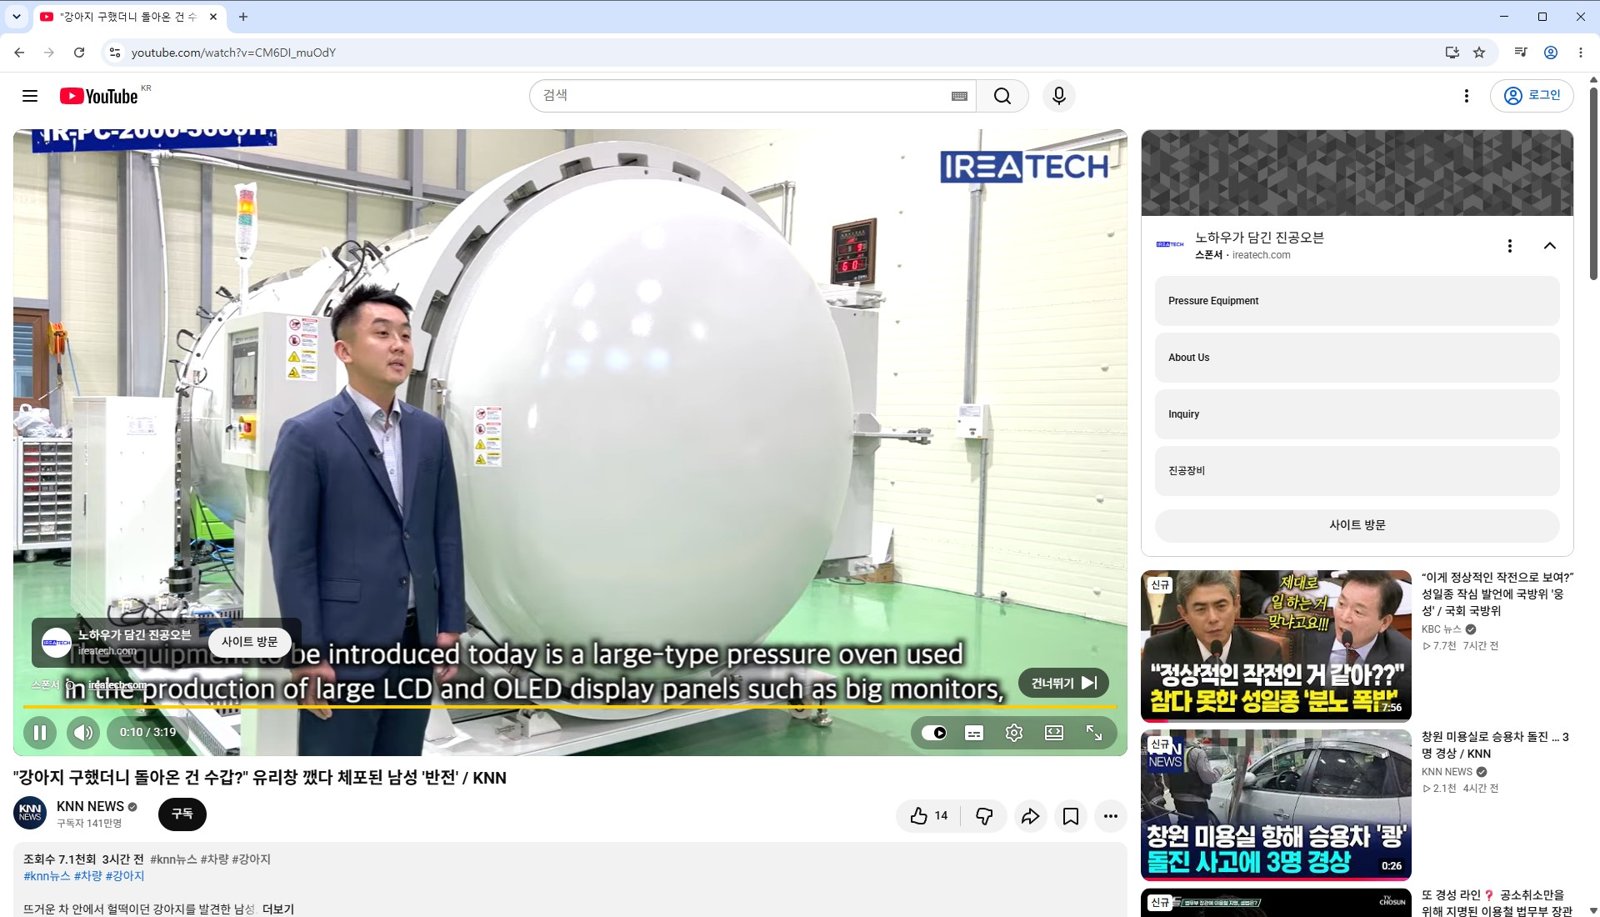 "강아지 구했더니 돌아온 건 수
youtube.com/watch?v=CM6DI_muOdY
YouTube KR
검색
로그인
IR-PC-2000-3000H
IREATECH
노하우가 담긴 진공오븐
ireatech.com
사이트 방문
The equipment to be introduced today is a large-type pressure oven used
스폰서
ireatech.com
in the production of large LCD and OLED display panels such as big monitors,
건너뛰기
0:10 / 3:19
"강아지 구했더니 돌아온 건 수갑?" 유리창 깼다 체포된 남성 '반전' / KNN
KNN NEWS
KNN NEWS
구독자 141만명
구독
14
조회수 7.1천회 3시간 전 #knn뉴스 #차량 #강아지
#knn뉴스 #차량 #강아지
뜨거운 차 안에서 헐떡이던 강아지를 발견한 남성. 더보기
IREATECH
노하우가 담긴 진공오븐
스폰서 · ireatech.com
Pressure Equipment
About Us
Inquiry
진공장비
사이트 방문
신규
제대로
일 하는거
맞냐고요!!!
"정상적인 작전인 거 같아??"
참다 못한 성일종 '분노 폭발'
7:56
"이게 정상적인 작전으로 보여?"
성일종 작심 발언에 국방위 '웅
성' / 국회 국방위
KBC 뉴스
7.7천 7시간 전
신규
KNN
NEWS
창원 미용실 향해 승용차 '쾅'
돌진 사고에 3명 경상
0:26
창원 미용실로 승용차 돌진 ... 3
명 경상 / KNN
KNN NEWS
2.1천 4시간 전
신규
TV CHOSUN
또 경성 라인❓ 공소취소만을
위해 지명된 이용철 법무부 장관